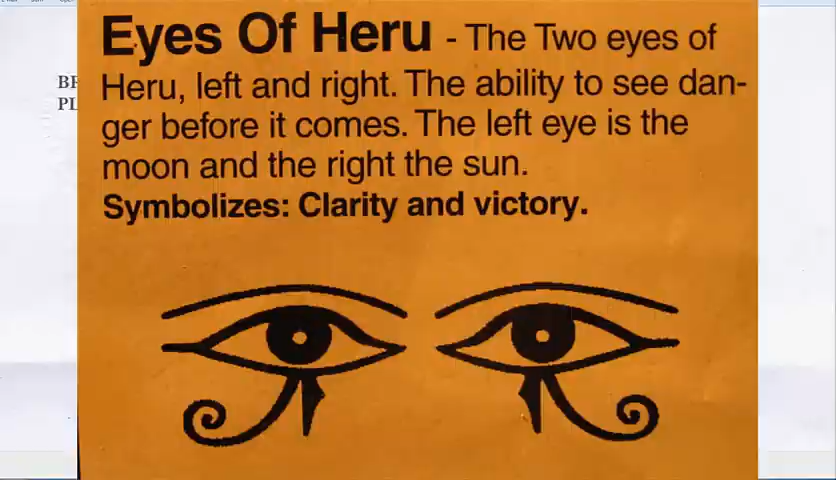 Eyes Of Heru - The Two eyes of
Heru, left and right. The ability to see dan-
ger before it comes. The left eye is the
moon and the right the sun.
Symbolizes: Clarity and victory.
PL